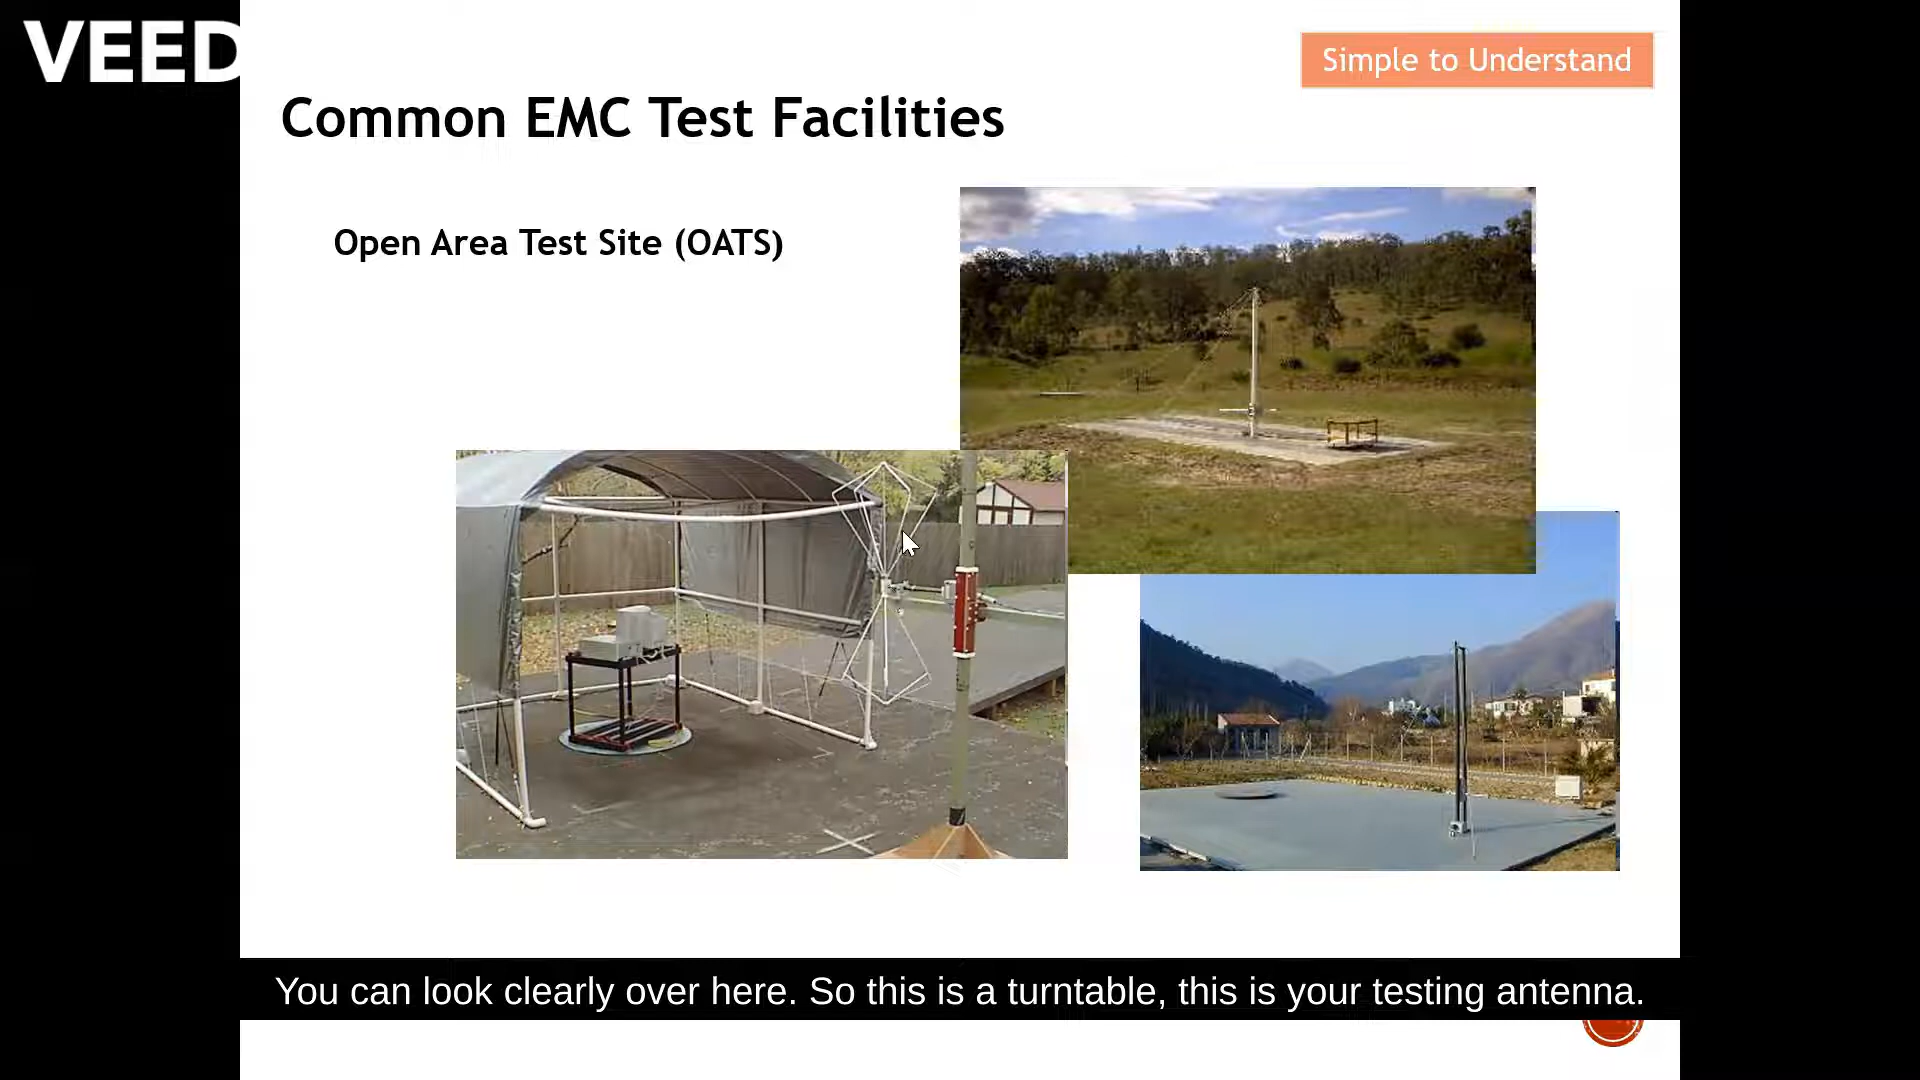 VEED
Simple to Understand
Common EMC Test Facilities
Open Area Test Site (OATS)
You can look clearly over here. So this is a turntable, this is your testing antenna.